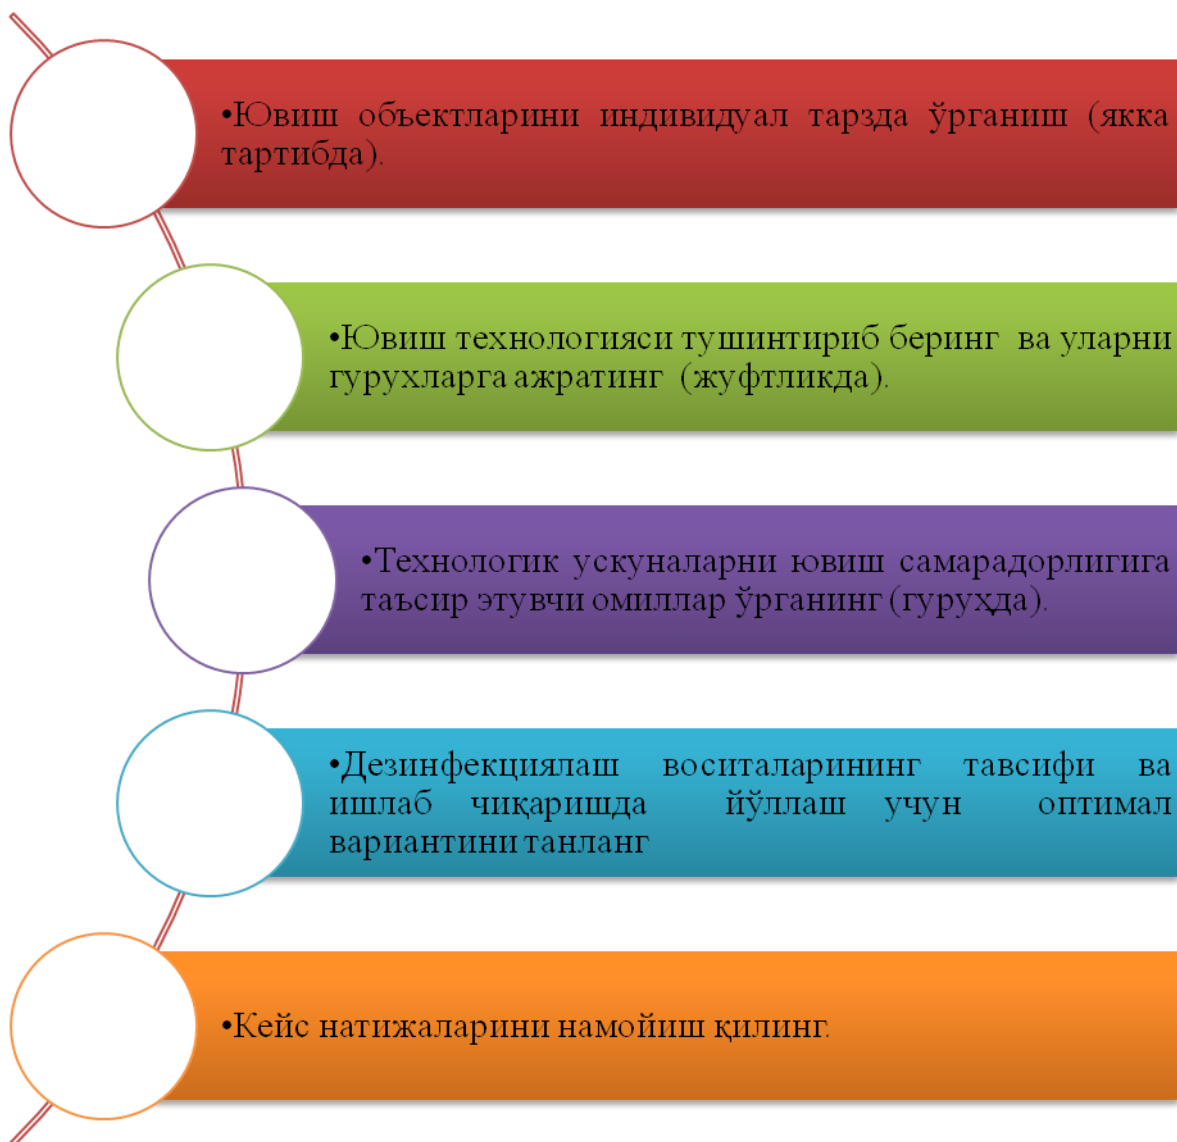 •Ювиш объектларини индивидуал тарзда ўрганиш (якка
тартибда).
•Ювиш технологияси тушинтириб беринг ва уларни
гурухларга ажратинг (жуфтликда).
•Технологик ускуналарни ювиш самарадорлигига
таъсир этувчи омиллар ўрганинг (гуруҳда).
•Дезинфекциялаш воситаларининг тавсифи ва
ишлаб чиқаришда йўллаш учун оптимал
вариантини танланг
•Кейс натижаларини намойиш қилинг.